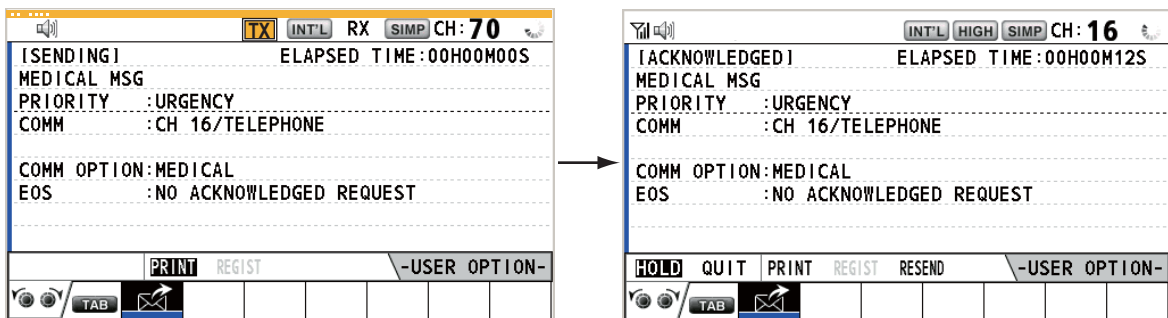 TX INT'L RX SIMP CH: 70
[SENDING] ELAPSED TIME:00H00M00S
MEDICAL MSG
PRIORITY :URGENCY
COMM :CH 16/TELEPHONE
COMM OPTION:MEDICAL
EOS :NO ACKNOWLEDGED REQUEST
PRINT REGIST -USER OPTION-
TAB
INT'L HIGH SIMP CH: 16
[ACKNOWLEDGED] ELAPSED TIME:00H00M12S
MEDICAL MSG
PRIORITY :URGENCY
COMM :CH 16/TELEPHONE
COMM OPTION:MEDICAL
EOS :NO ACKNOWLEDGED REQUEST
HOLD QUIT PRINT REGIST RESEND -USER OPTION-
TAB